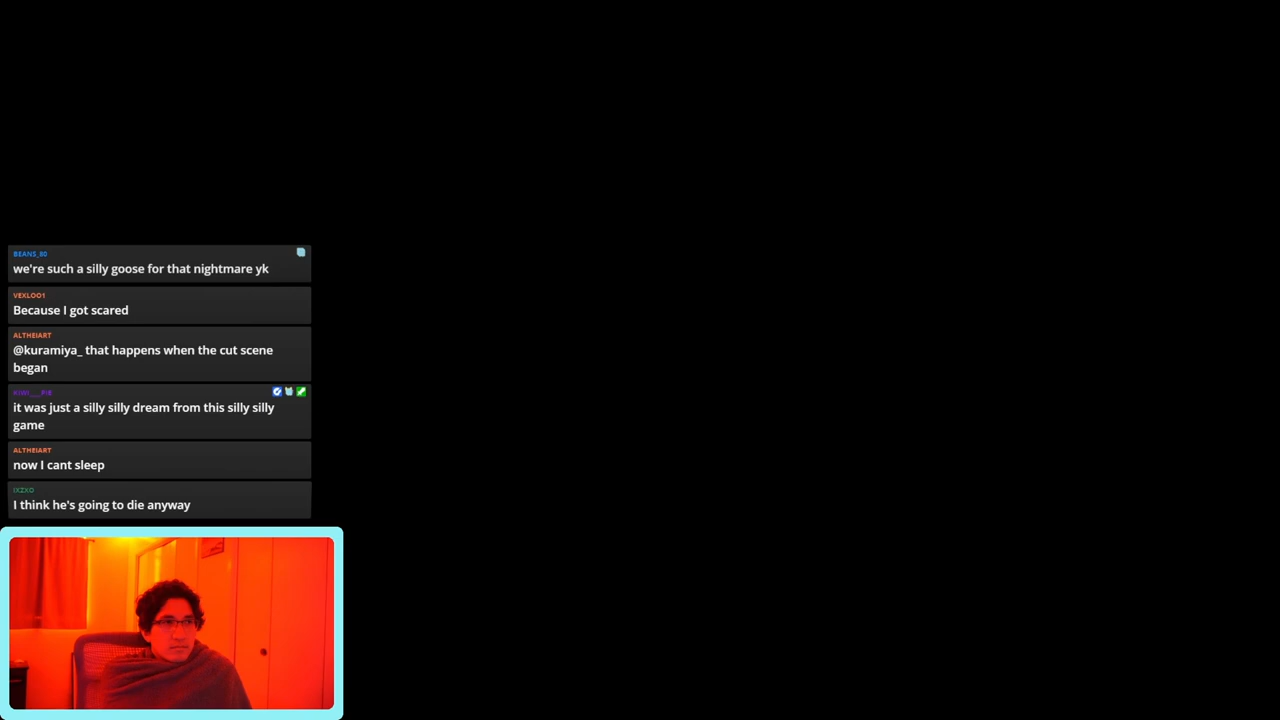 BEANS_80
we're such a silly goose for that nightmare yk
VEXLOO1
Because I got scared
ALTHEIART
@kuramiya_ that happens when the cut scene
began
KIWI___PIE
it was just a silly silly dream from this silly silly
game
ALTHEIART
now I cant sleep
IXZXO
I think he's going to die anyway